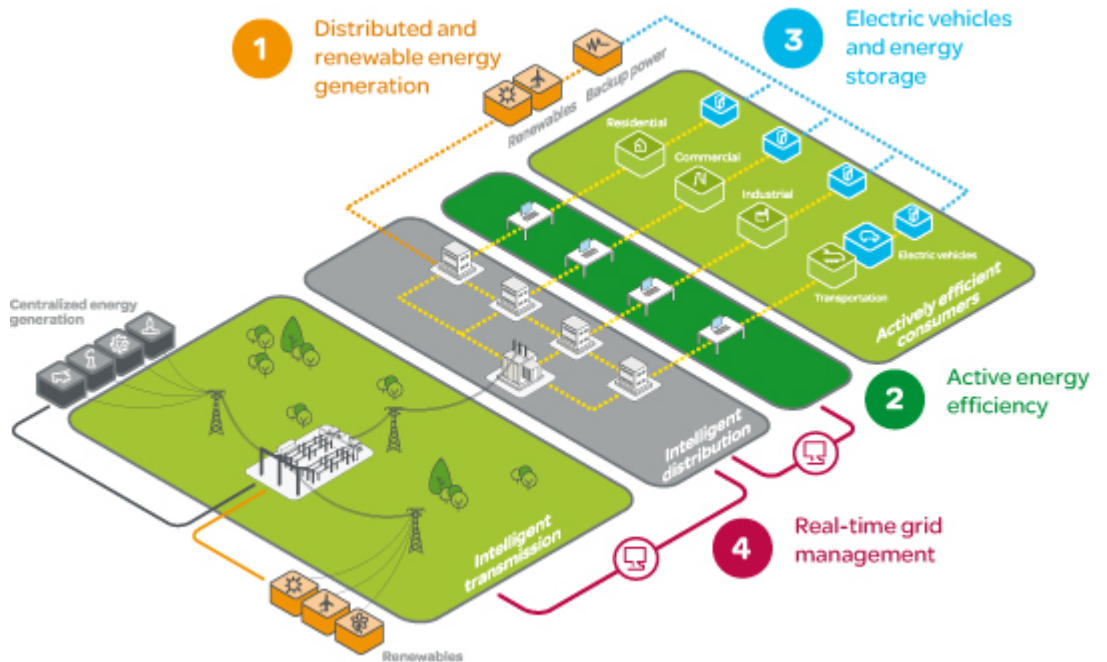 1
Distributed and
renewable energy
generation
Backup power
Renewables
3
Electric vehicles
and energy
storage
Residential
Commercial
Industrial
Electric vehicles
Transportation
Actively efficient
consumers
Centralized energy
generation
2
Active energy
efficiency
Intelligent
distribution
4
Real-time grid
management
Intelligent
transmission
Renewables